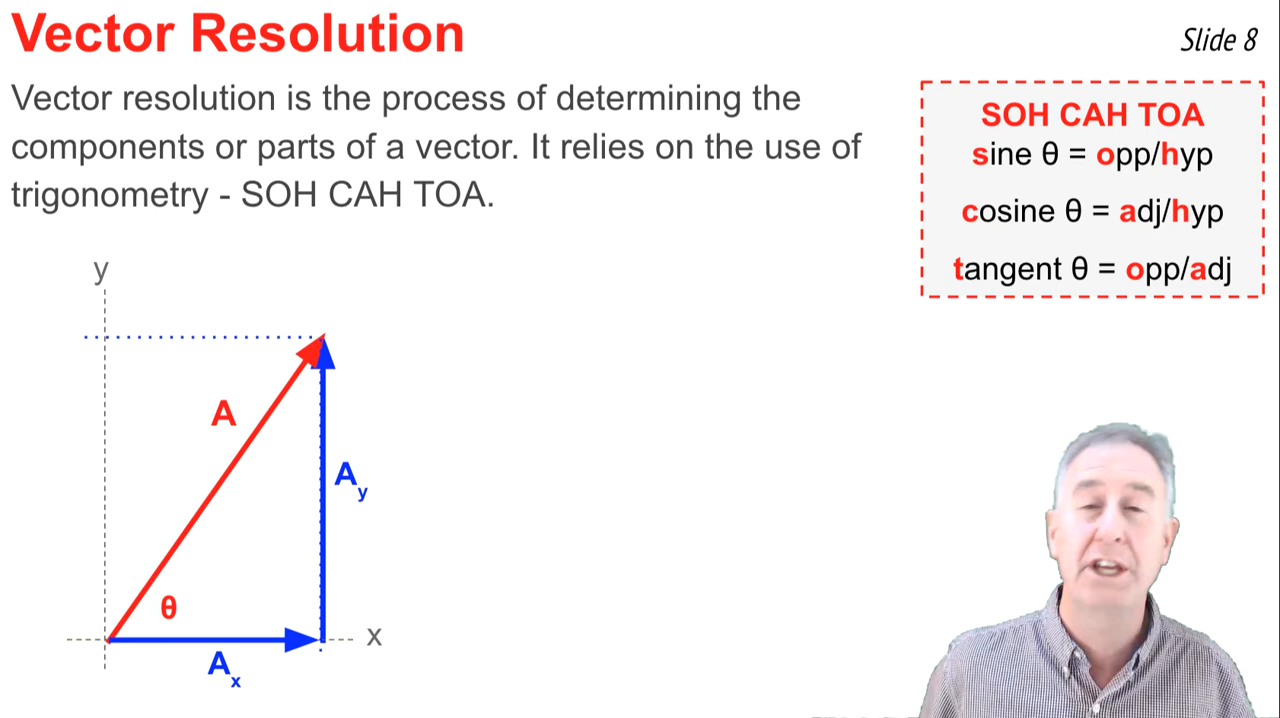 Vector Resolution
Slide 8
Vector resolution is the process of determining the
components or parts of a vector. It relies on the use of
trigonometry - SOH CAH TOA.
SOH CAH TOA
sine θ = opp/hyp
cosine θ = adj/hyp
tangent θ = opp/adj
y
A
Ay
θ
x
Ax